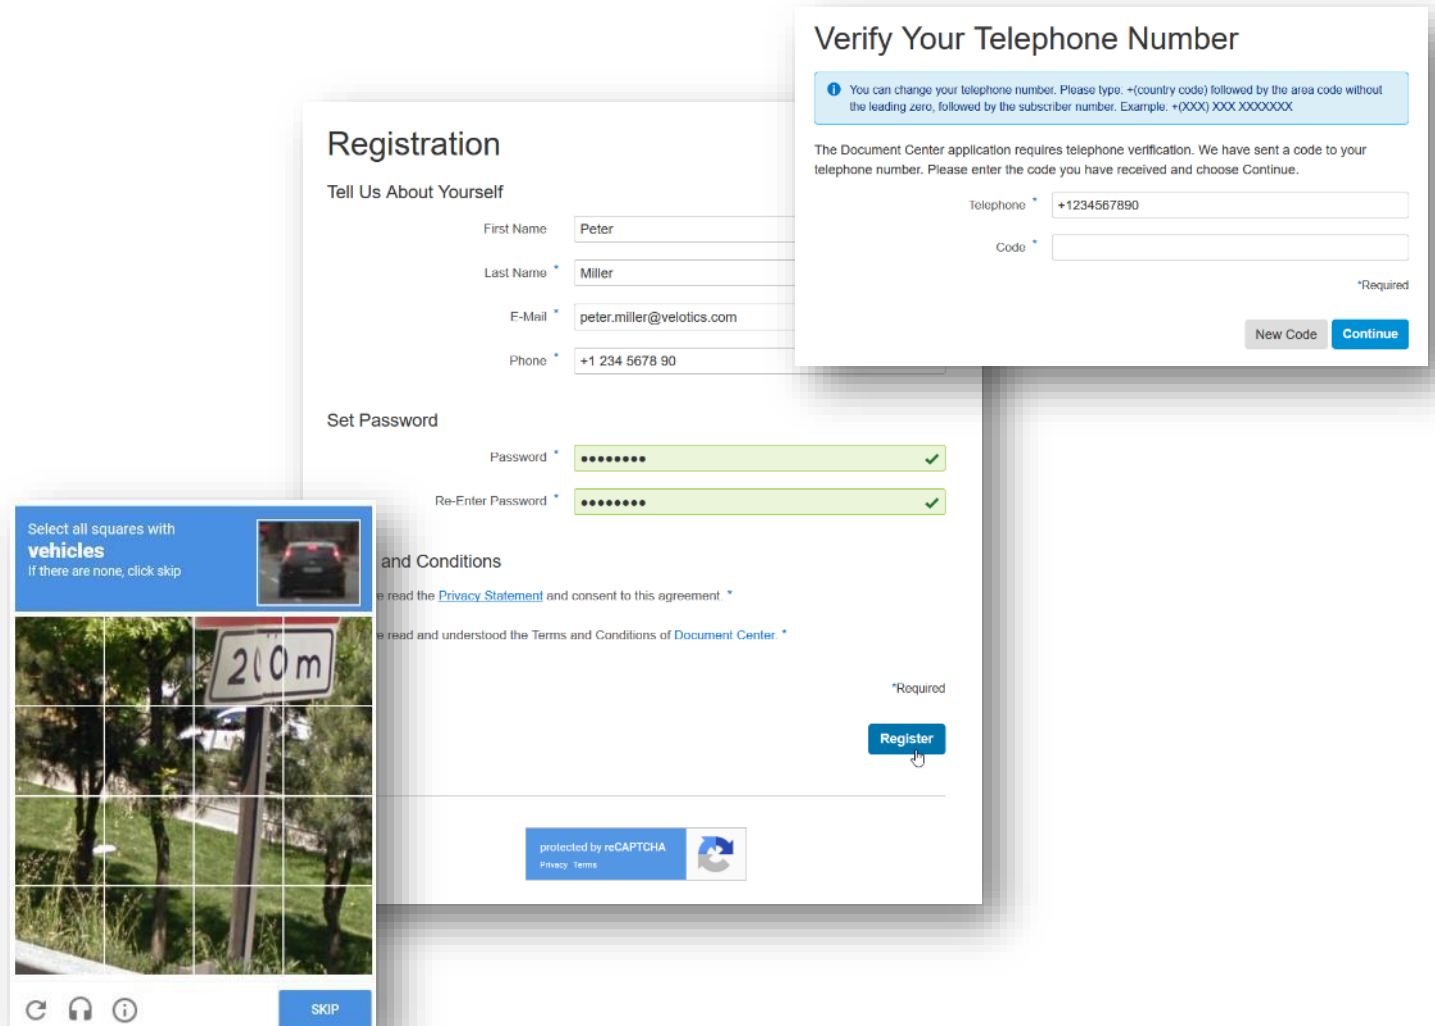 Verify Your Telephone Number
You can change your telephone number. Please type: +(country code) followed by the area code without
the leading zero, followed by the subscriber number. Example: +(XXX) XXX XXXXXXX
The Document Center application requires telephone verification. We have sent a code to your
telephone number. Please enter the code you have received and choose Continue.
Telephone * +1234567890
Code *
*Required
New Code Continue
Registration
Tell Us About Yourself
First Name Peter
Last Name * Miller
E-Mail * peter.miller@velotics.com
Phone * +1 234 5678 90
Set Password
Password * ••••••••
Re-Enter Password * ••••••••
and Conditions
read the Privacy Statement and consent to this agreement. *
read and understood the Terms and Conditions of Document Center. *
*Required
Register
protected by reCAPTCHA
Privacy Terms
Select all squares with
vehicles
If there are none, click skip
200m
SKIP